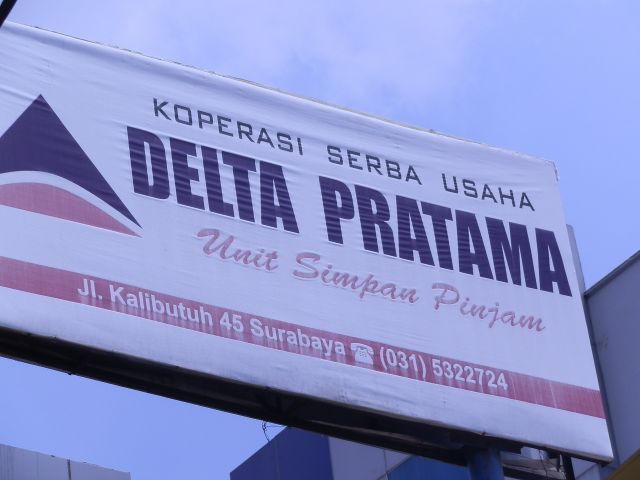 KOPERASI SERBA USAHA
DELTA PRATAMA
Unit Simpan Pinjam
Jl. Kalibutuh 45 Surabaya ☎ (031) 5322724